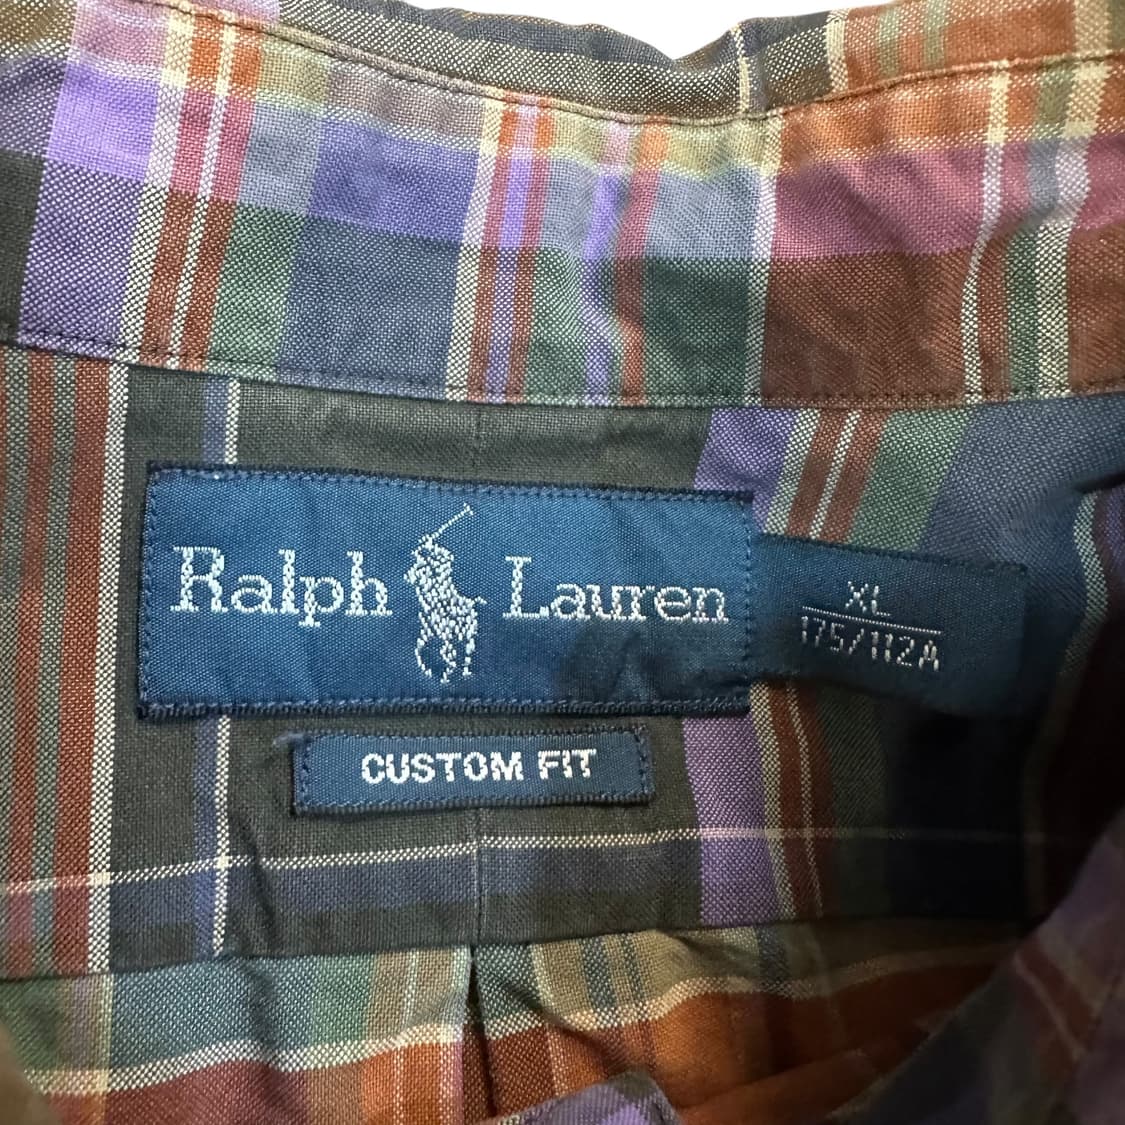 Ralph Lauren
XL
175/112A
CUSTOM FIT